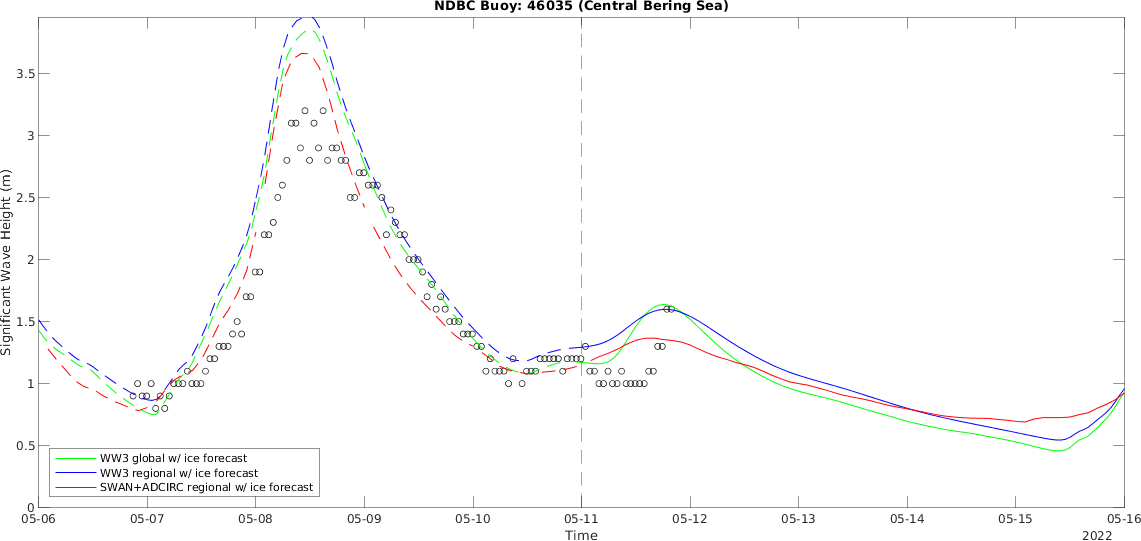 NDBC Buoy: 46035 (Central Bering Sea)
Significant Wave Height (m)
3.5
3
2.5
2
1.5
1
0.5
0
WW3 global w/ ice forecast
WW3 regional w/ ice forecast
SWAN+ADCIRC regional w/ ice forecast
05-06 05-07 05-08 05-09 05-10 05-11 05-12 05-13 05-14 05-15 05-16
Time
2022